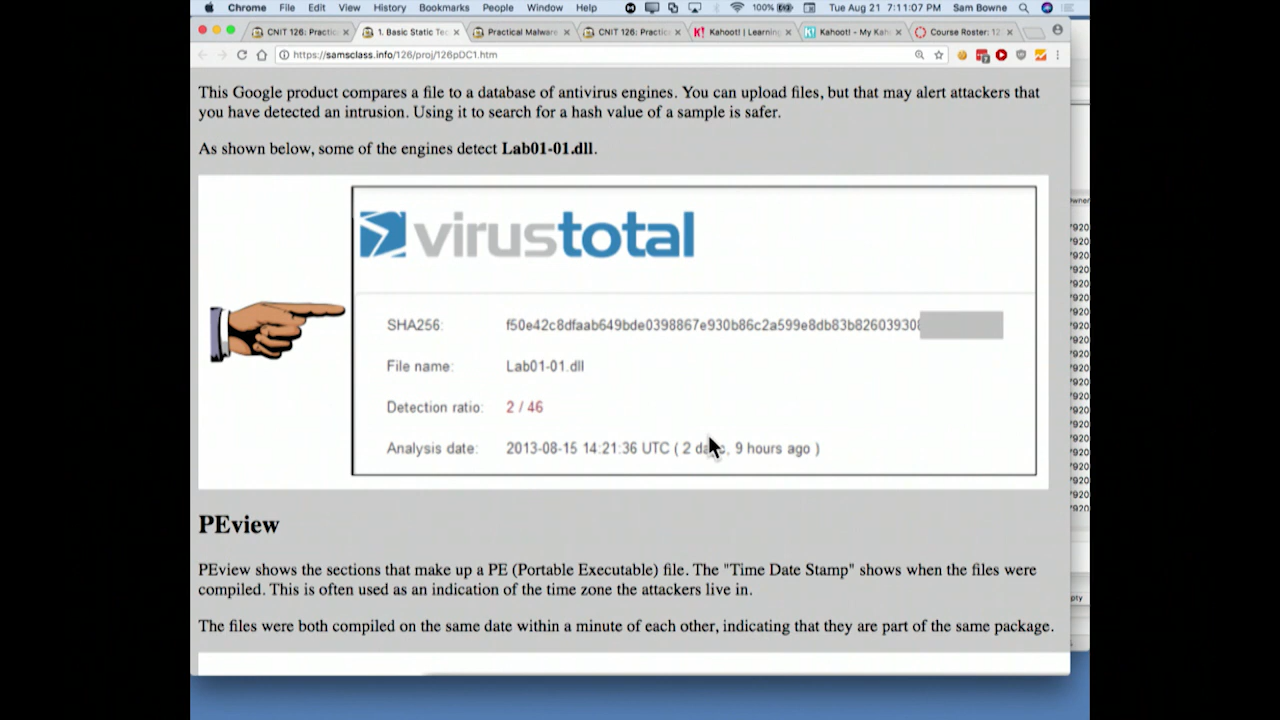 Chrome File Edit View History Bookmarks People Window Help 100% Tue Aug 21 7:11:07 PM Sam Bowne
CNIT 126: Practic 1. Basic Static Tec Practical Malware CNIT 126: Practic Kahoot! | Learning Kahoot! - My Kah Course Roster: 12
https://samsclass.info/126/proj/126pDC1.htm
This Google product compares a file to a database of antivirus engines. You can upload files, but that may alert attackers that
you have detected an intrusion. Using it to search for a hash value of a sample is safer.
As shown below, some of the engines detect Lab01-01.dll.
virustotal
SHA256: f50e42c8dfaab649bde0398867e930b86c2a599e8db83b826039308
File name: Lab01-01.dll
Detection ratio: 2 / 46
Analysis date: 2013-08-15 14:21:36 UTC ( 2 days, 9 hours ago )
PEview
PEview shows the sections that make up a PE (Portable Executable) file. The "Time Date Stamp" shows when the files were
compiled. This is often used as an indication of the time zone the attackers live in.
The files were both compiled on the same date within a minute of each other, indicating that they are part of the same package.